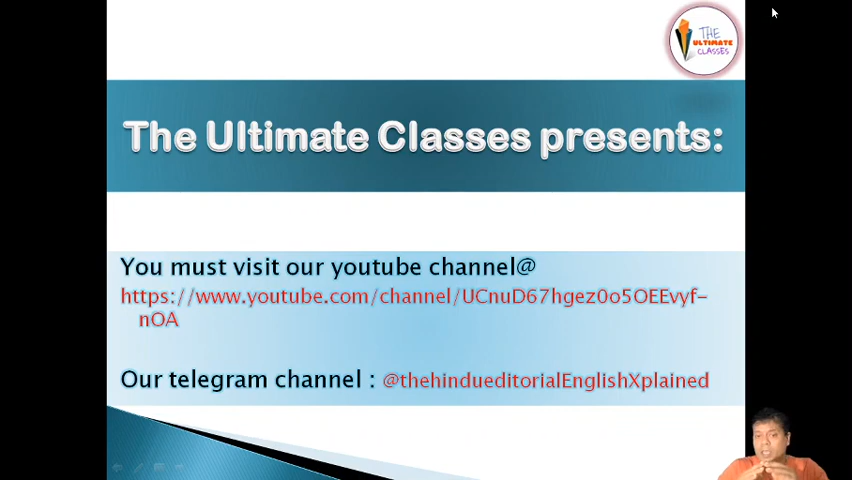 THE
ULTIMATE
CLASSES
The Ultimate Classes presents:
You must visit our youtube channel@
https://www.youtube.com/channel/UCnuD67hgez0o5OEEvyf-
nOA
Our telegram channel : @thehindueditorialEnglishXplained